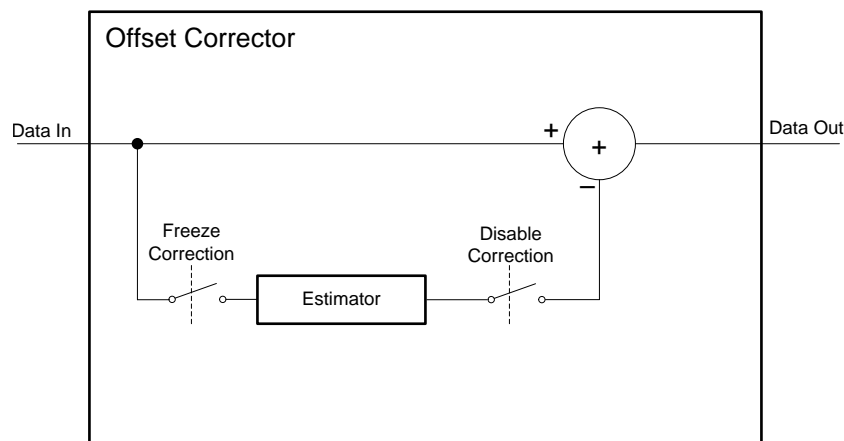 Offset Corrector
Data In
+
+
Data Out
−
Freeze
Correction
Disable
Correction
Estimator